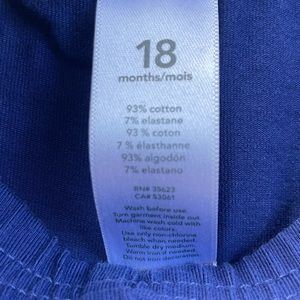 18
months/mois
93% cotton
7% elastane
93 % coton
7 % élasthanne
93% algodón
7% elastano
RN# 35623
CA# 53061
Wash before use.
Turn garment inside out.
Machine wash cold with
like colors.
Use only non-chlorine
bleach when needed.
Tumble dry medium.
Warm iron if needed.
Do not iron decoration.